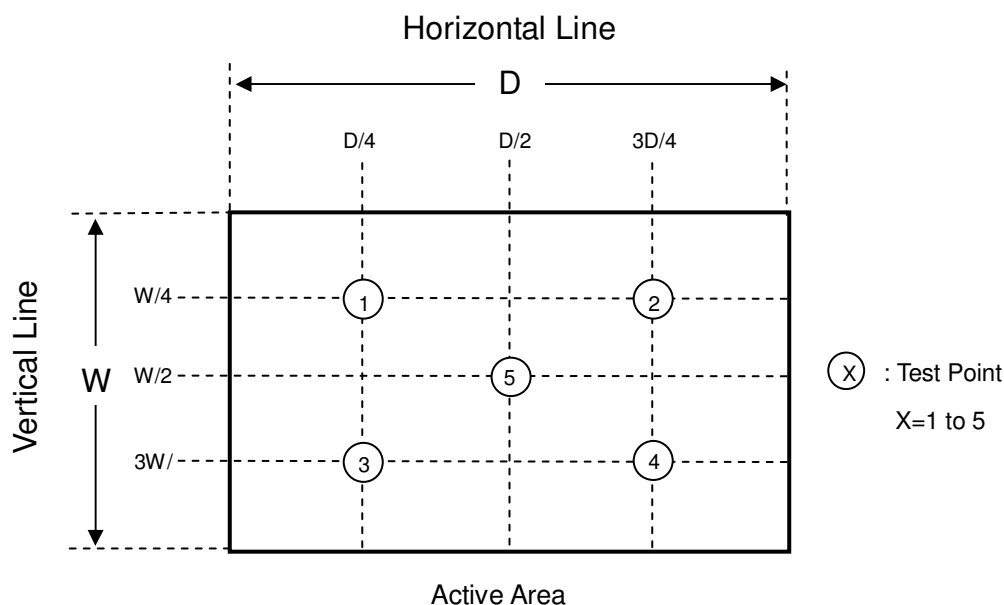 Horizontal Line
D
D/4 D/2 3D/4
Vertical Line
W
W/4
1 2
W/2
5
X : Test Point
X=1 to 5
3W/
3 4
Active Area